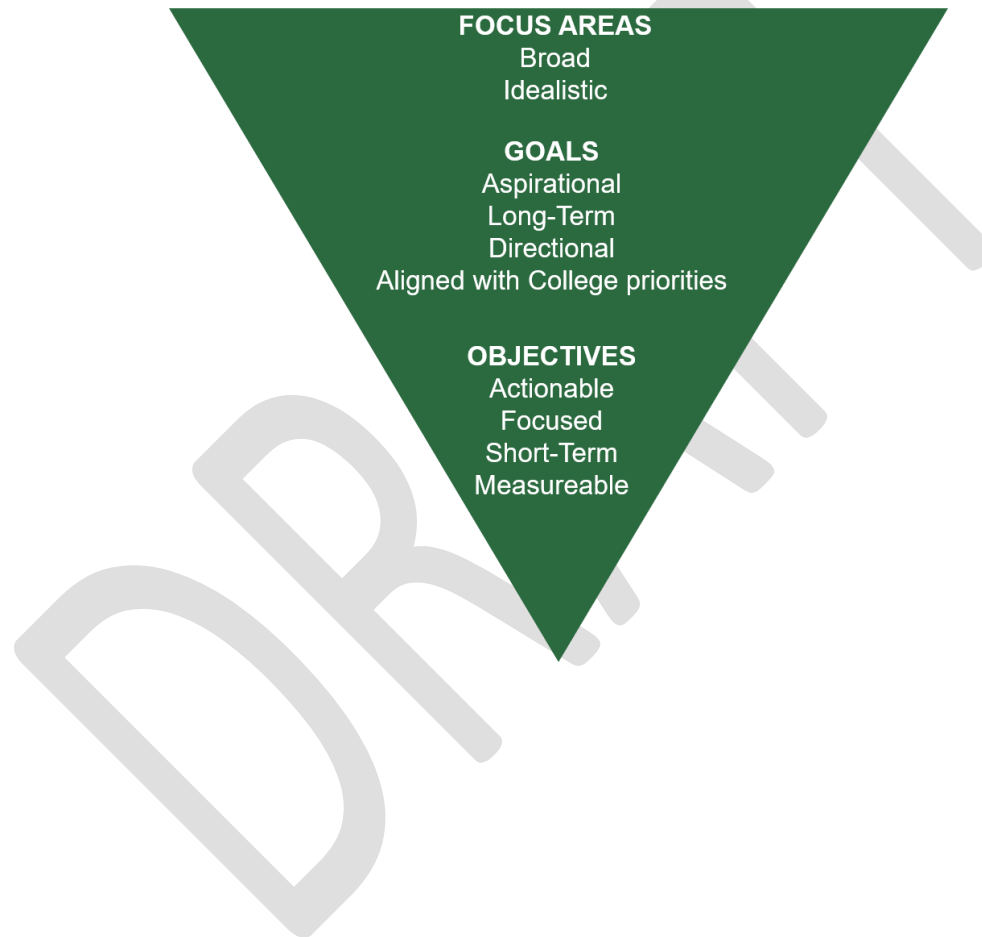 FOCUS AREAS
Broad
Idealistic
GOALS
Aspirational
Long-Term
Directional
Aligned with College priorities
OBJECTIVES
Actionable
Focused
Short-Term
Measureable
DRAFT